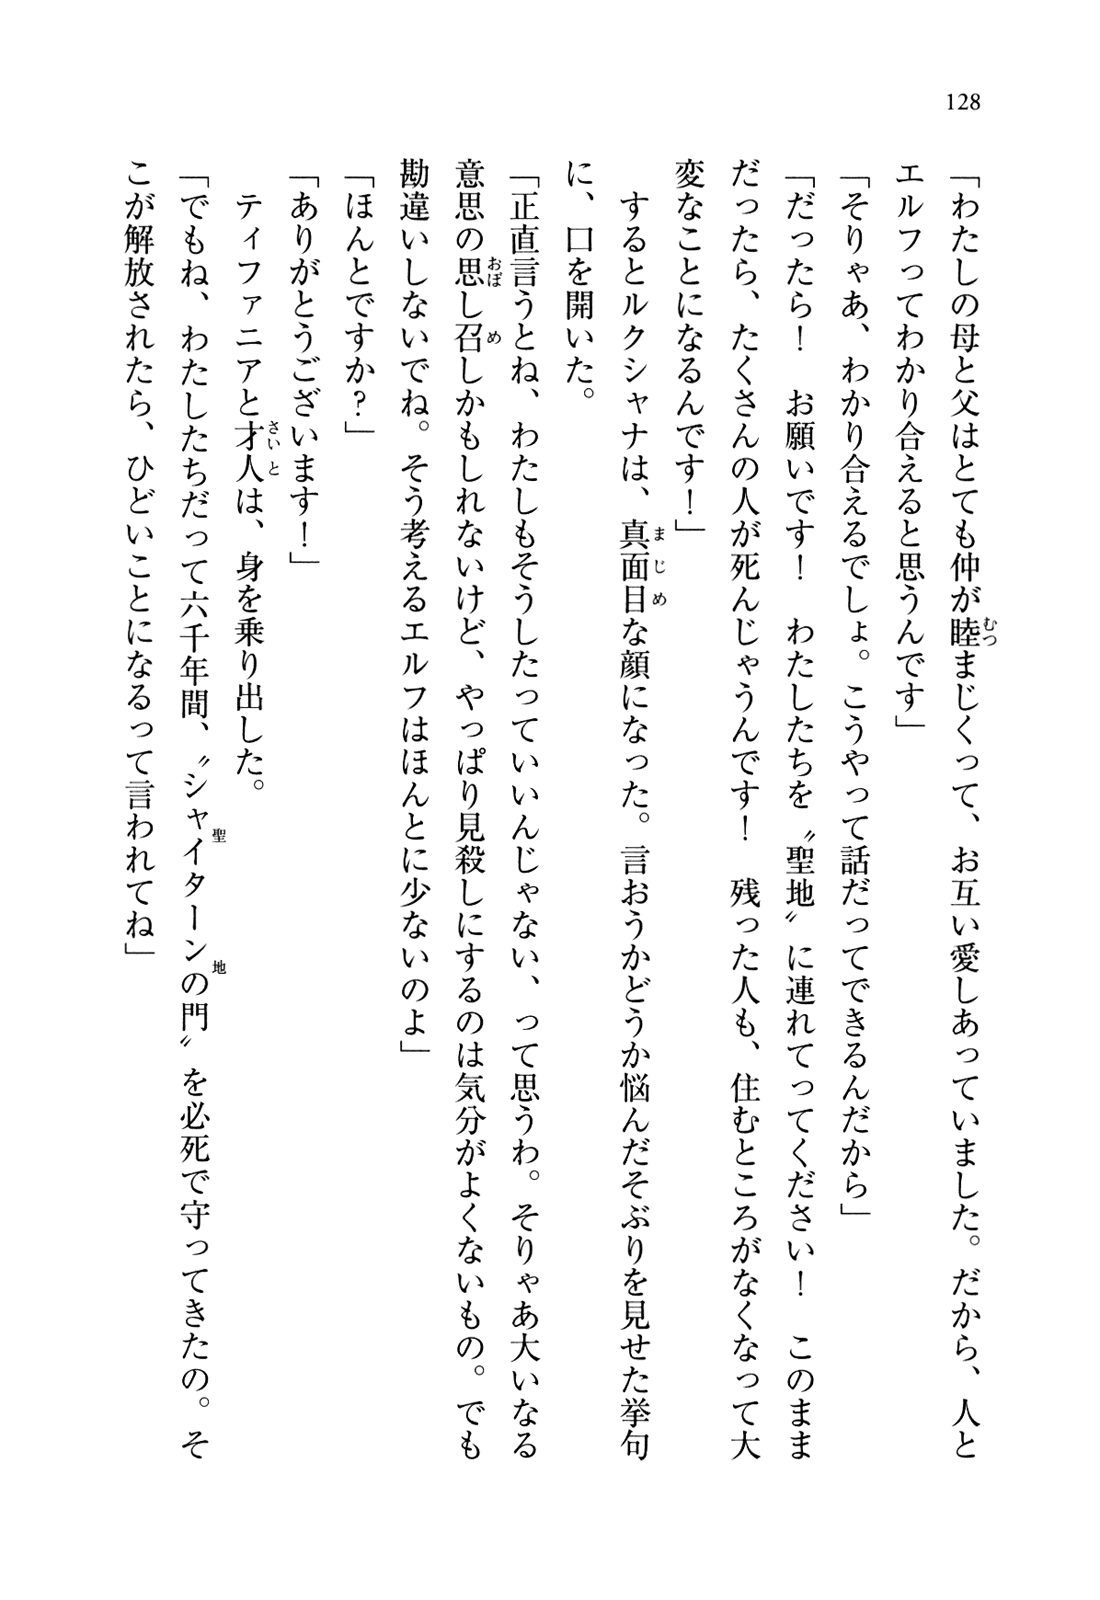 128
「わたしの母と父はとても仲が睦まじくって、お互い愛しあっていました。だから、人と
エルフってわかり合えると思うんです」
「そりゃあ、わかり合えるでしょ。こうやって話だってできるんだから」
「だったら！　お願いです！　わたしたちを〝聖地〟に連れてってください！　このまま
だったら、たくさんの人が死んじゃうんです！　残った人も、住むところがなくなって大
変なことになるんです！」
　するとルクシャナは、真面目な顔になった。言おうかどうか悩んだそぶりを見せた挙句
に、口を開いた。
「正直言うとね、わたしもそうしたっていいんじゃない、って思うわ。そりゃあ大いなる
意思の思し召しかもしれないけど、やっぱり見殺しにするのは気分がよくないもの。でも
勘違いしないでね。そう考えるエルフはほんとに少ないのよ」
「ほんとですか？」
「ありがとうございます！」
　ティファニアと才人は、身を乗り出した。
「でもね、わたしたちだって六千年間、〝シャイターンの門〟を必死で守ってきたの。そ
こが解放されたら、ひどいことになるって言われてね」